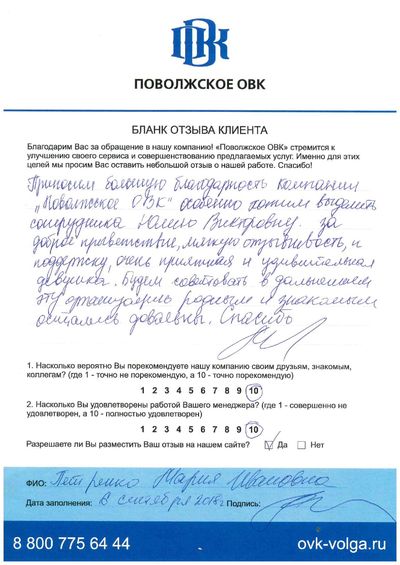 ОВК
ПОВОЛЖСКОЕ ОВК
БЛАНК ОТЗЫВА КЛИЕНТА
Благодарим Вас за обращение в нашу компанию! «Поволжское ОВК» стремится к
улучшению своего сервиса и совершенствованию предлагаемых услуг. Именно для этих
целей мы просим Вас оставить небольшой отзыв о нашей работе. Спасибо!
Приносим большую благодарность компании
„Поволжское ОВК" особенно хотим выделить
сотрудника Юлию Викторовну. за
доброе приветствие, мягкую отзывчивость, и
поддержку, очень приятная и удивительная
девушка. Будем советовать в дальнейшем
эту организацию родным и знакомым
остались довольны. Спасибо
1. Насколько вероятно Вы порекомендуете нашу компанию своим друзьям, знакомым,
коллегам? (где 1 - точно не порекомендую, а 10 - точно порекомендую)
1 2 3 4 5 6 7 8 9 10
2. Насколько Вы удовлетворены работой Вашего менеджера? (где 1 - совершенно не
удовлетворен, а 10 - полностью удовлетворен)
1 2 3 4 5 6 7 8 9 10
Разрешаете ли Вы разместить Ваш отзыв на нашем сайте? Да Нет
ФИО: Петренко Мария Ивановна
Дата заполнения: 8 сентября 2018г Подпись:
8 800 775 64 44 ovk-volga.ru